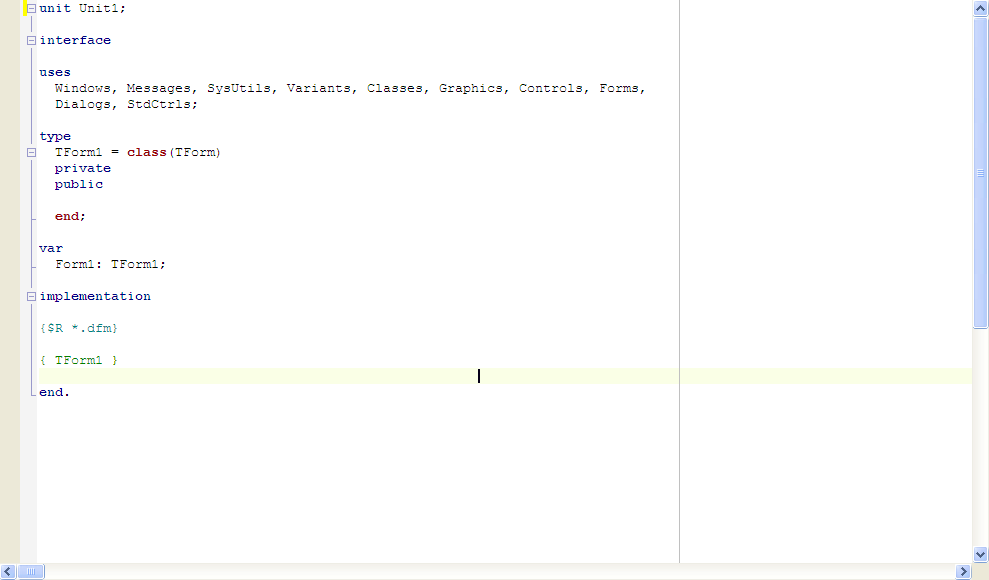 unit Unit1;
interface
uses
Windows, Messages, SysUtils, Variants, Classes, Graphics, Controls, Forms,
Dialogs, StdCtrls;
type
TForm1 = class(TForm)
private
public
end;
var
Form1: TForm1;
implementation
{$R *.dfm}
{ TForm1 }
end.